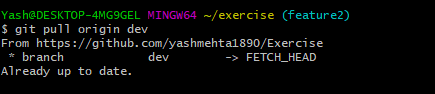 Yash@DESKTOP-4MG9GEL MINGW64 ~/exercise (feature2)
$ git pull origin dev
From https://github.com/yashmehta1890/Exercise
 * branch            dev        -> FETCH_HEAD
Already up to date.